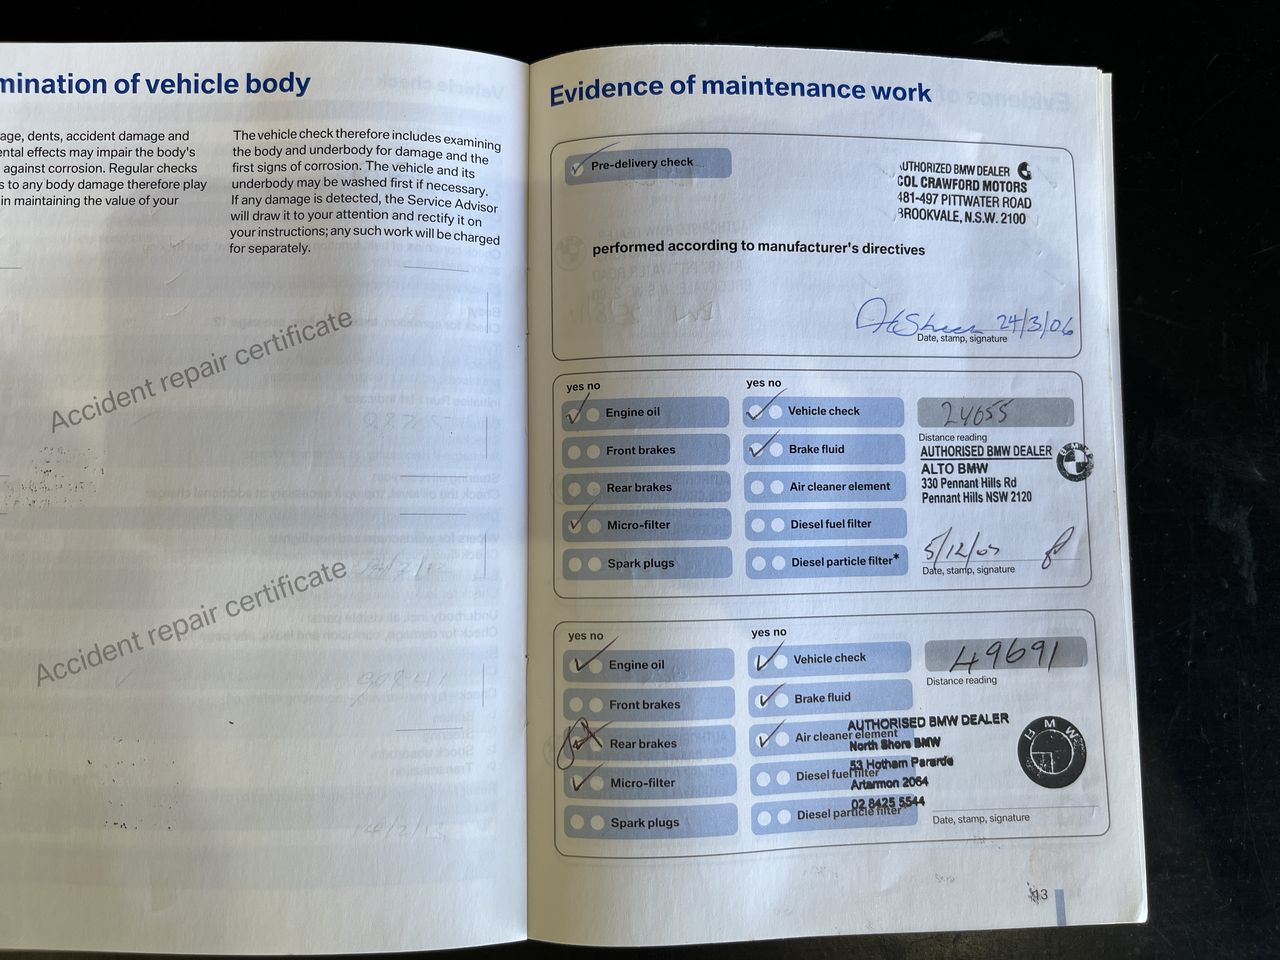 mination of vehicle body
age, dents, accident damage and
ental effects may impair the body's
against corrosion. Regular checks
s to any body damage therefore play
in maintaining the value of your
The vehicle check therefore includes examining
the body and underbody for damage and the
first signs of corrosion. The vehicle and its
underbody may be washed first if necessary.
If any damage is detected, the Service Advisor
will draw it to your attention and rectify it on
your instructions; any such work will be charged
for separately.
Accident repair certificate
Accident repair certificate
Evidence of maintenance work
Pre-delivery check
AUTHORIZED BMW DEALER
COL CRAWFORD MOTORS
481-497 PITTWATER ROAD
BROOKVALE, N.S.W. 2100
performed according to manufacturer's directives
24/3/06
Date, stamp, signature
yes no
Engine oil
Front brakes
Rear brakes
Micro-filter
Spark plugs
yes no
Vehicle check
Brake fluid
Air cleaner element
Diesel fuel filter
Diesel particle filter*
24055
Distance reading
AUTHORISED BMW DEALER
ALTO BMW
330 Pennant Hills Rd
Pennant Hills NSW 2120
BMW
5/12/07
Date, stamp, signature
yes no
Engine oil
Front brakes
Rear brakes
Micro-filter
Spark plugs
yes no
Vehicle check
Brake fluid
Air cleaner element
Diesel fuel filter
Diesel particle filter
49691
Distance reading
AUTHORISED BMW DEALER
North Shore BMW
53 Hotham Pararde
Artarmon 2064
02 8425 5544
BMW
Date, stamp, signature
13